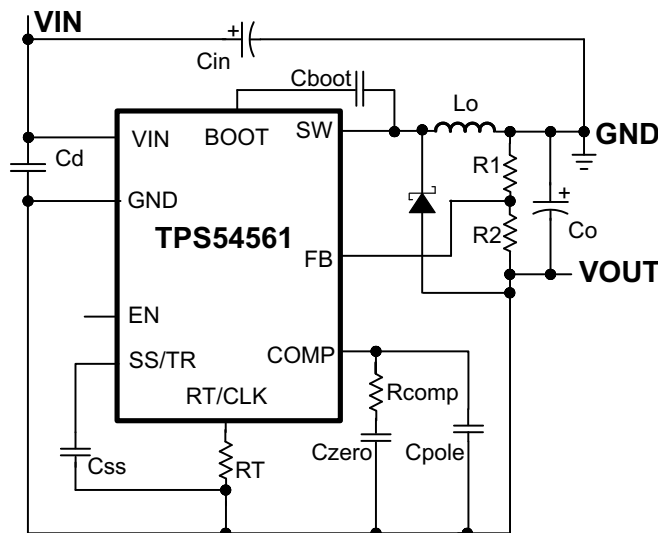 VIN
Cin
Cboot
Lo
VIN
BOOT
SW
GND
Cd
R1
GND
TPS54561
R2
Co
FB
VOUT
EN
COMP
SS/TR
RT/CLK
Rcomp
Css
RT
Czero
Cpole